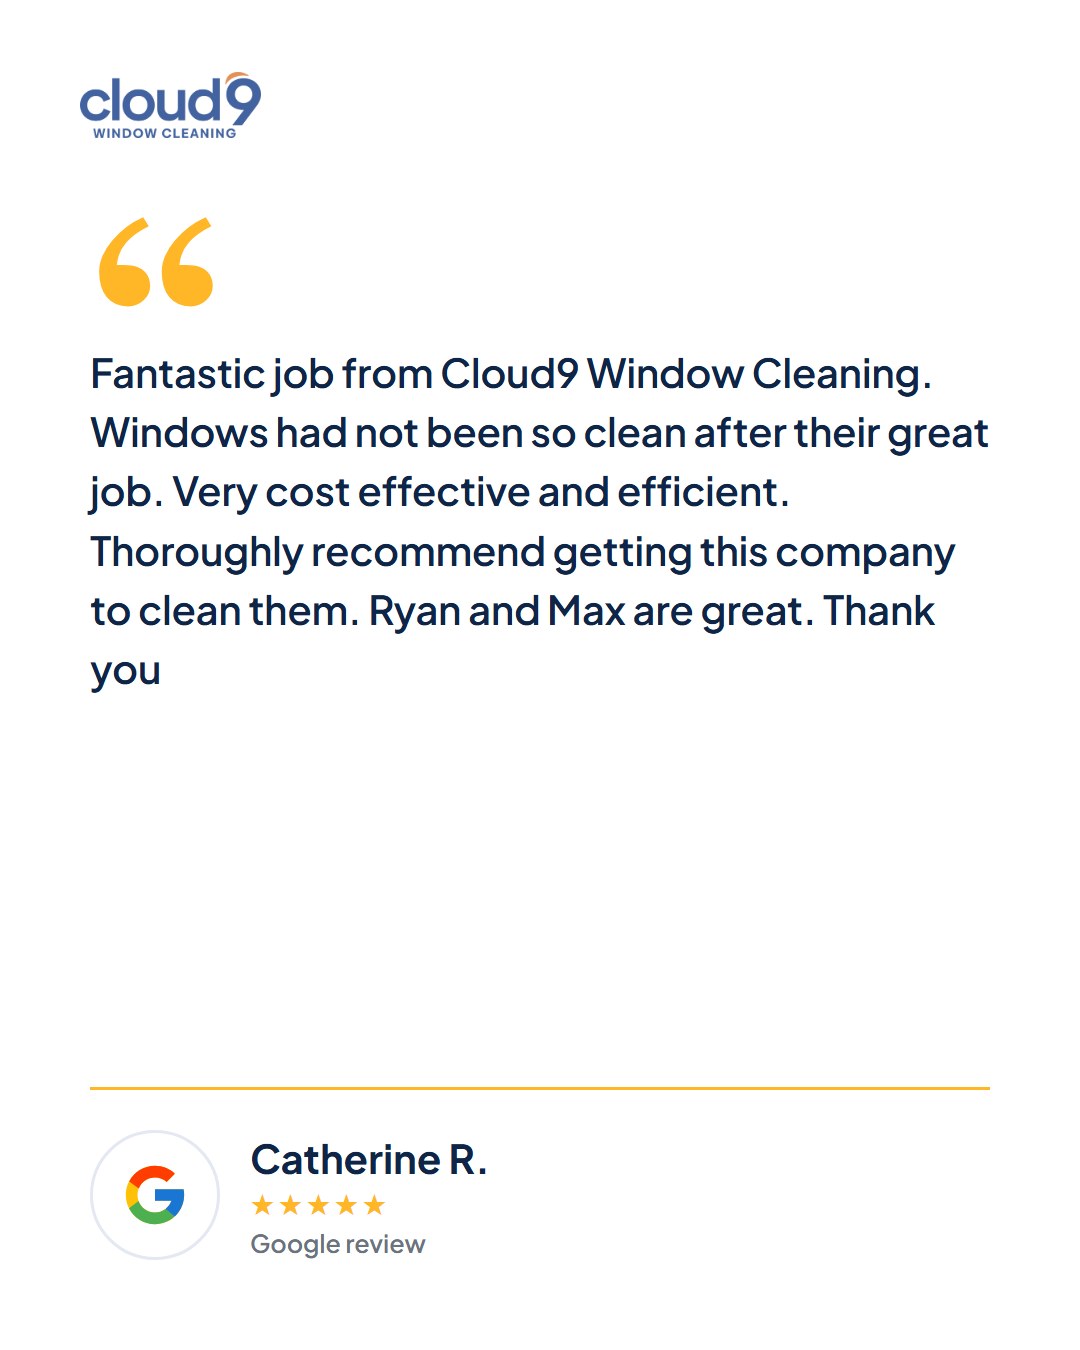 cloud9
WINDOW CLEANING
“
Fantastic job from Cloud9 Window Cleaning.
Windows had not been so clean after their great
job. Very cost effective and efficient.
Thoroughly recommend getting this company
to clean them. Ryan and Max are great. Thank
you
G
Catherine R.
★★★★★
Google review